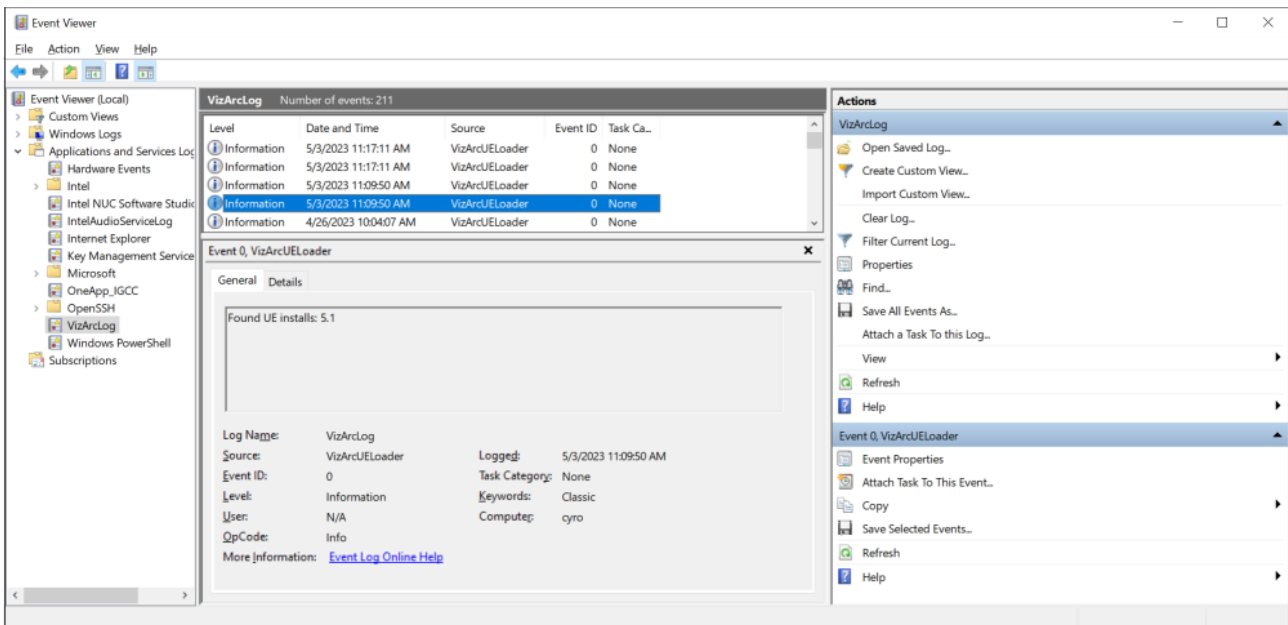 Event Viewer
File Action View Help
Event Viewer (Local)
Custom Views
Windows Logs
Applications and Services Log
Hardware Events
Intel
Intel NUC Software Studio
IntelAudioServiceLog
Internet Explorer
Key Management Service
Microsoft
OneApp_IGCC
OpenSSH
VizArcLog
Windows PowerShell
Subscriptions
VizArcLog Number of events: 211
Level Date and Time Source Event ID Task Ca...
Information 5/3/2023 11:17:11 AM VizArcUELoader 0 None
Information 5/3/2023 11:17:11 AM VizArcUELoader 0 None
Information 5/3/2023 11:09:50 AM VizArcUELoader 0 None
Information 5/3/2023 11:09:50 AM VizArcUELoader 0 None
Information 4/26/2023 10:04:07 AM VizArcUELoader 0 None
Event 0, VizArcUELoader
General Details
Found UE installs: 5.1
Log Name: VizArcLog
Source: VizArcUELoader Logged: 5/3/2023 11:09:50 AM
Event ID: 0 Task Category: None
Level: Information Keywords: Classic
User: N/A Computer: cyro
OpCode: Info
More Information: Event Log Online Help
Actions
VizArcLog
Open Saved Log...
Create Custom View...
Import Custom View...
Clear Log...
Filter Current Log...
Properties
Find...
Save All Events As...
Attach a Task To this Log...
View
Refresh
Help
Event 0, VizArcUELoader
Event Properties
Attach Task To This Event...
Copy
Save Selected Events...
Refresh
Help